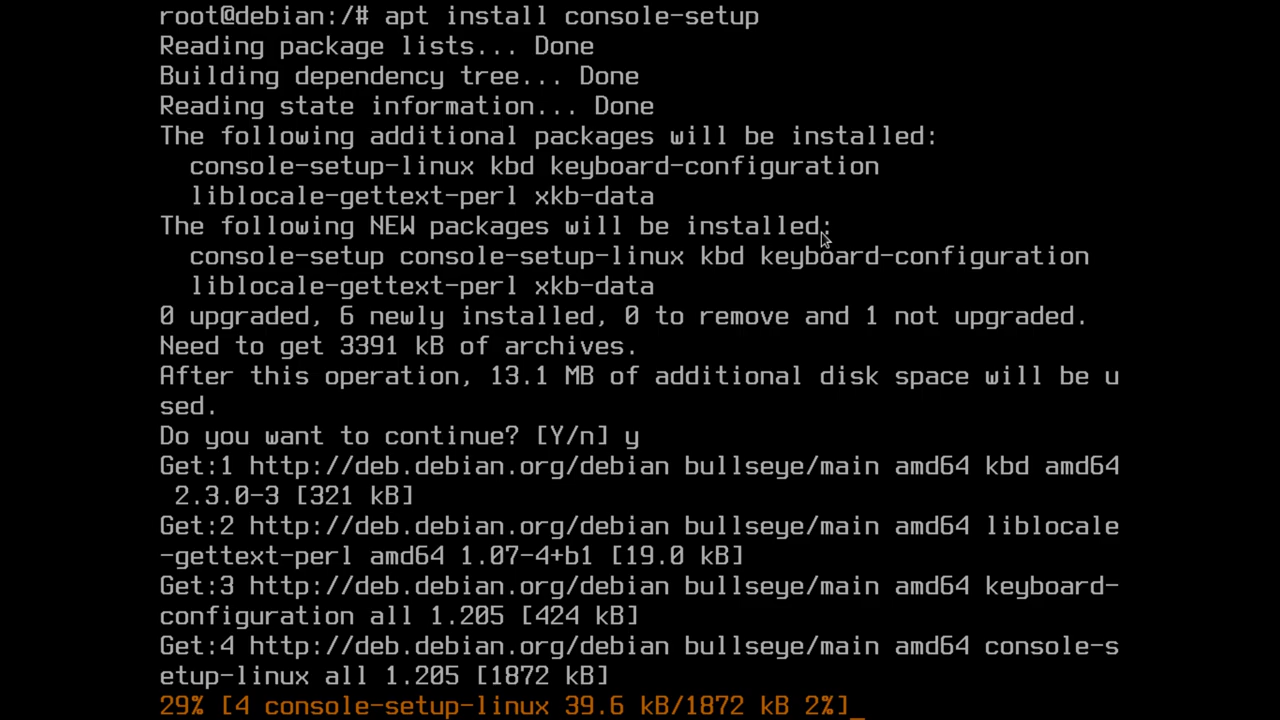 root@debian:/# apt install console-setup
Reading package lists... Done
Building dependency tree... Done
Reading state information... Done
The following additional packages will be installed:
  console-setup-linux kbd keyboard-configuration
  liblocale-gettext-perl xkb-data
The following NEW packages will be installed:
  console-setup console-setup-linux kbd keyboard-configuration
  liblocale-gettext-perl xkb-data
0 upgraded, 6 newly installed, 0 to remove and 1 not upgraded.
Need to get 3391 kB of archives.
After this operation, 13.1 MB of additional disk space will be u
sed.
Do you want to continue? [Y/n] y
Get:1 http://deb.debian.org/debian bullseye/main amd64 kbd amd64
 2.3.0-3 [321 kB]
Get:2 http://deb.debian.org/debian bullseye/main amd64 liblocale
-gettext-perl amd64 1.07-4+b1 [19.0 kB]
Get:3 http://deb.debian.org/debian bullseye/main amd64 keyboard-
configuration all 1.205 [424 kB]
Get:4 http://deb.debian.org/debian bullseye/main amd64 console-s
etup-linux all 1.205 [1872 kB]
29% [4 console-setup-linux 39.6 kB/1872 kB 2%]_